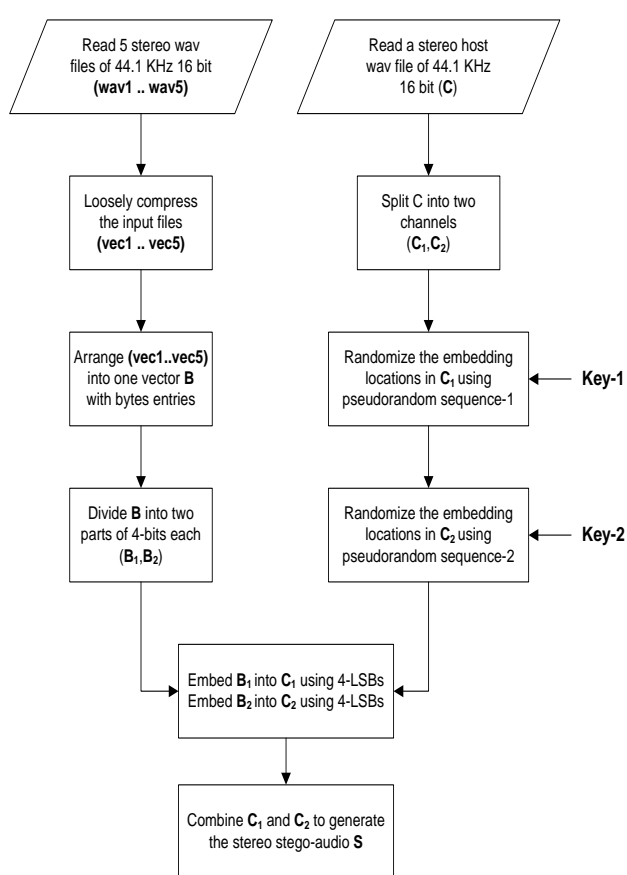 Read 5 stereo wav
files of 44.1 KHz
16 bit
(wav1 .. wav5)
Read a stereo host
wav file of 44.1 KHz
16 bit (C)
Loosely compress
the input files
(vec1 .. vec5)
Split C into two
channels
(C₁,C₂)
Arrange (vec1..vec5)
into one vector B
with bytes entries
Randomize the embedding
locations in C₁ using
pseudorandom sequence-1
Key-1
Divide B into two
parts of 4-bits each
(B₁,B₂)
Randomize the embedding
locations in C₂ using
pseudorandom sequence-2
Key-2
Embed B₁ into C₁ using 4-LSBs
Embed B₂ into C₂ using 4-LSBs
Combine C₁ and C₂ to generate
the stereo stego-audio S